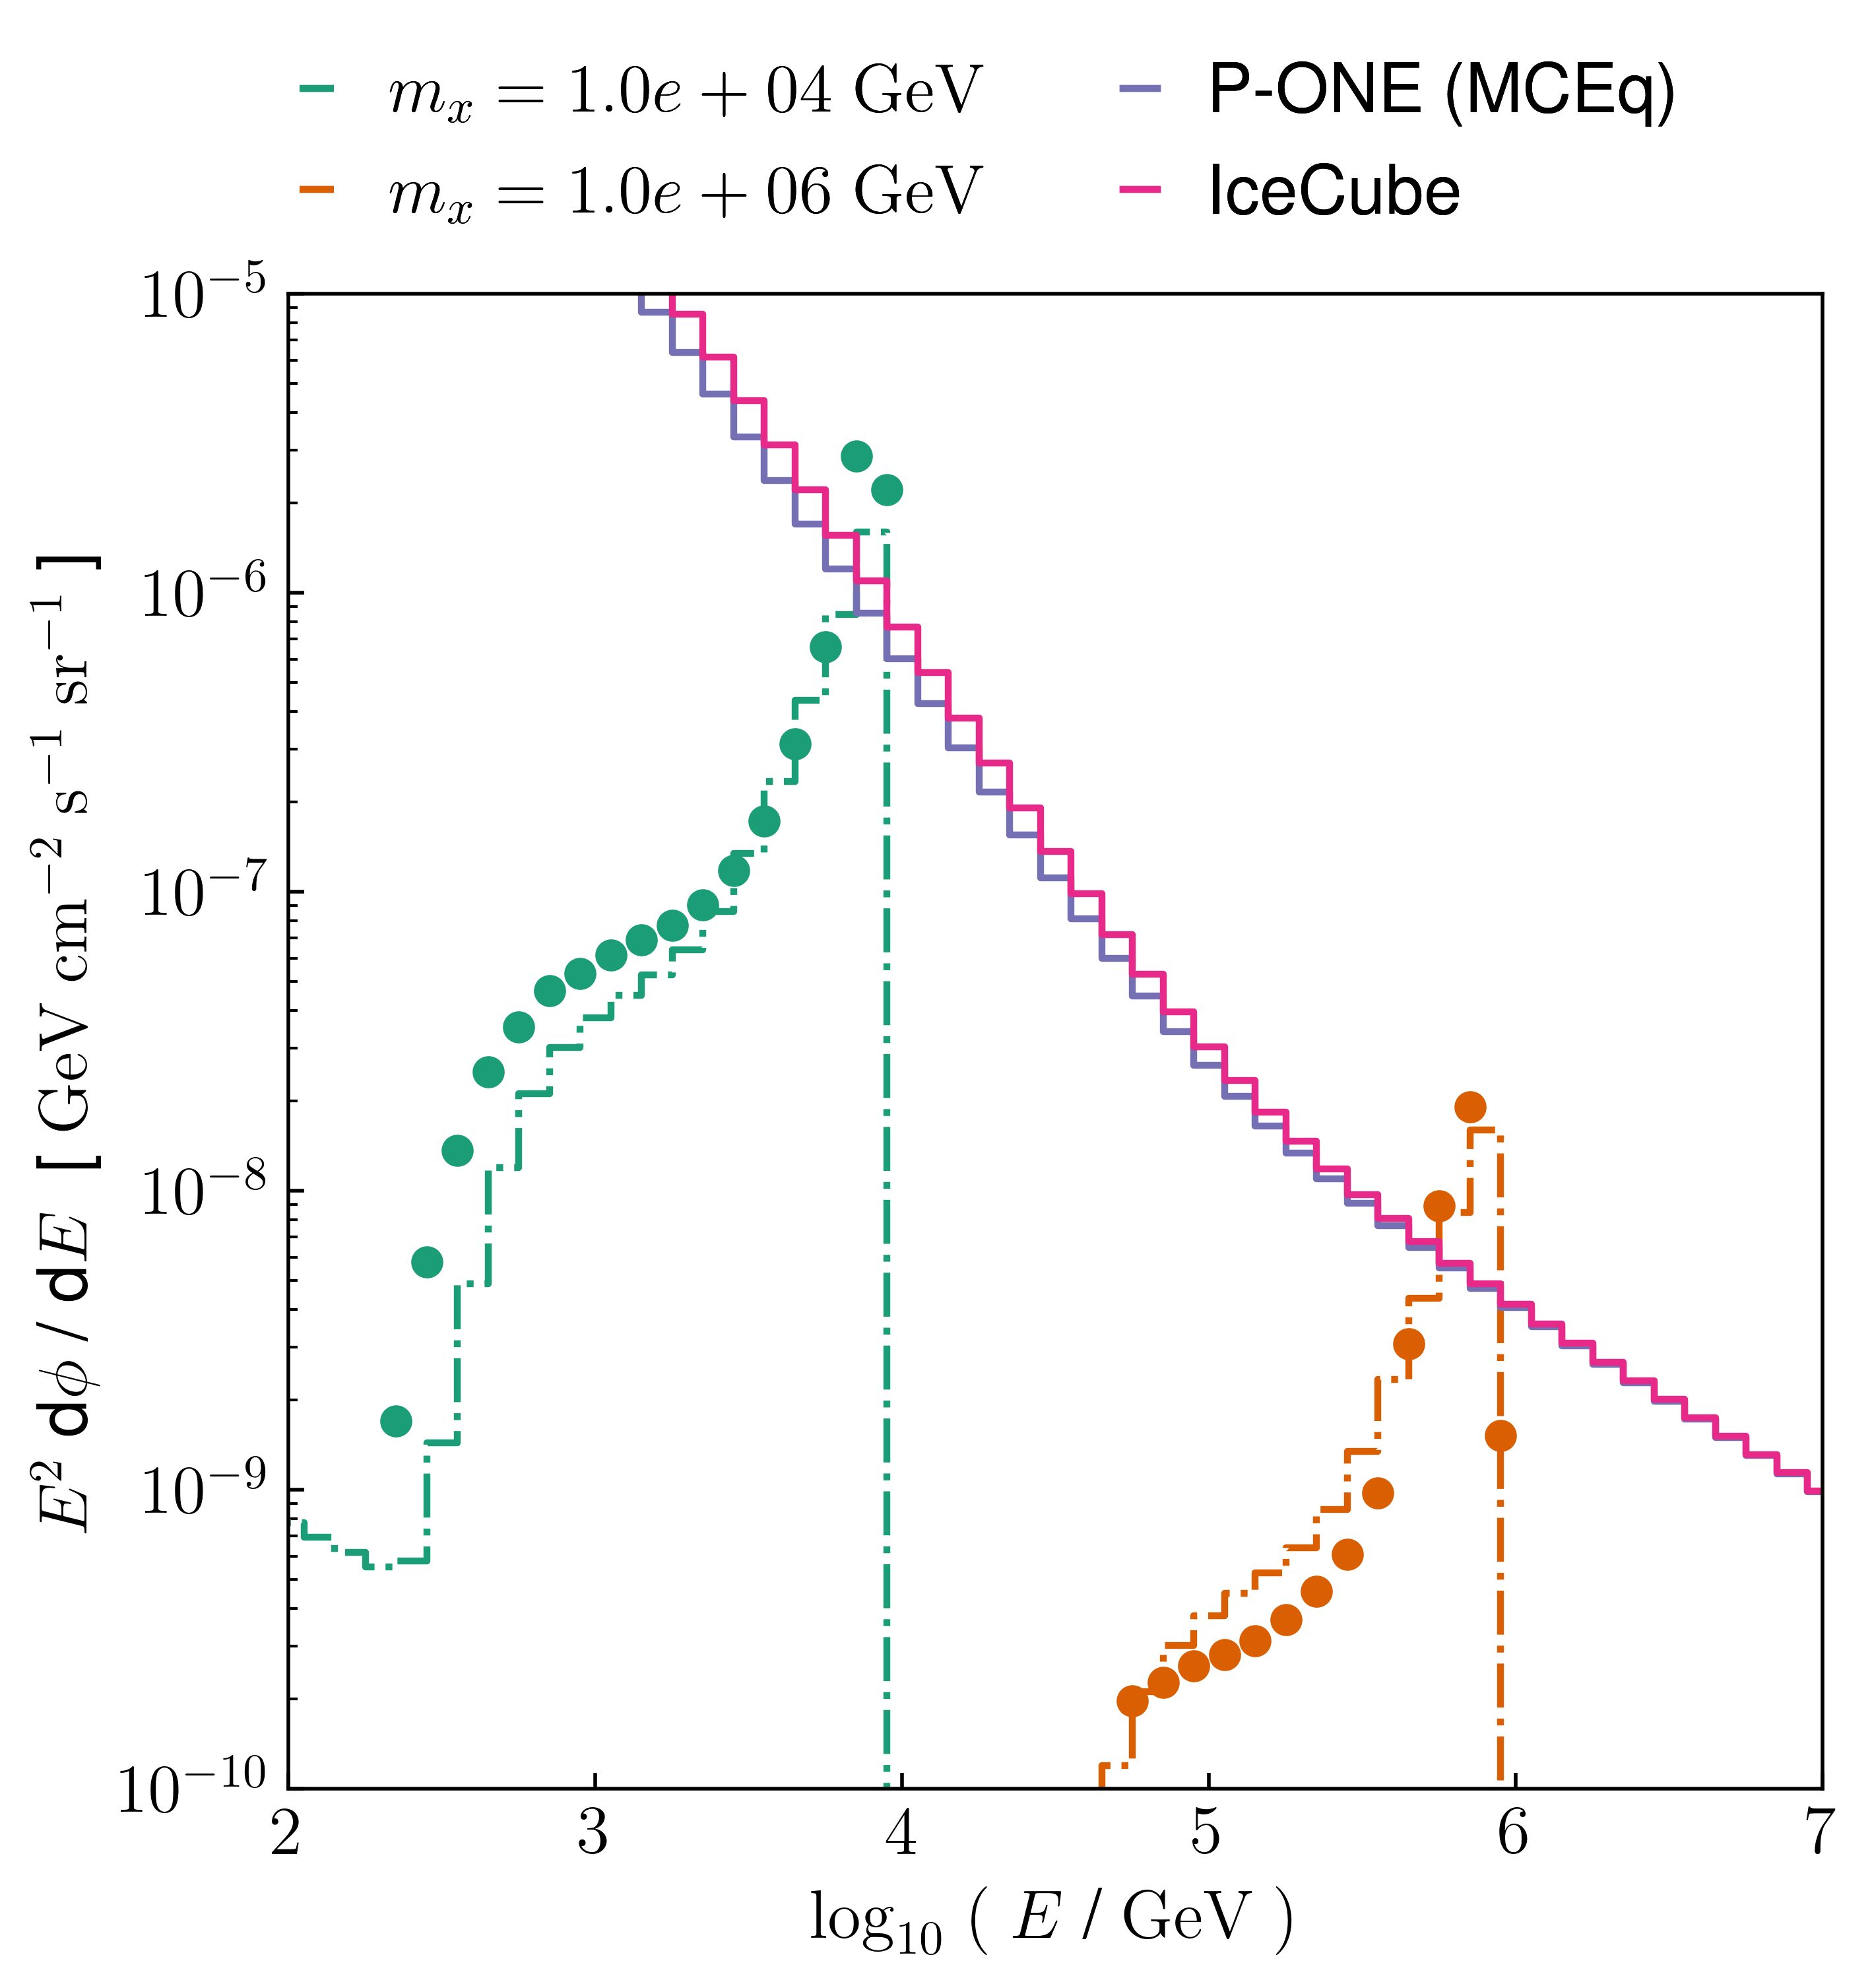 m_x = 1.0e + 04 GeV
P-ONE (MCEq)
m_x = 1.0e + 06 GeV
IceCube
E² dϕ / dE [ GeV cm⁻² s⁻¹ sr⁻¹ ]
10⁻⁵
10⁻⁶
10⁻⁷
10⁻⁸
10⁻⁹
10⁻¹⁰
2 3 4 5 6 7
log₁₀ ( E / GeV )